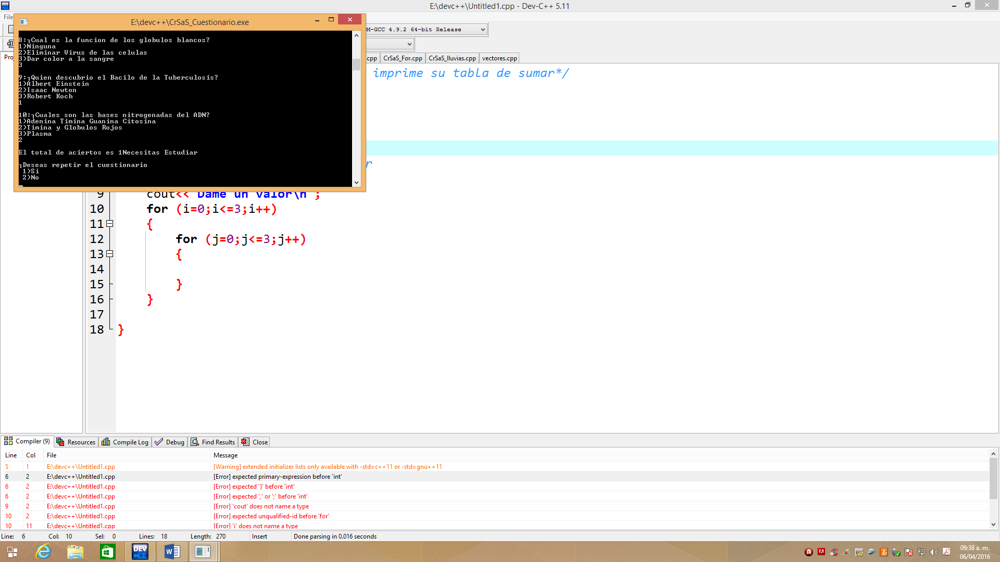 E:\devc++\Untitled1.cpp - Dev-C++ 5.11
File
E:\devc++\CrSaS_Cuestionario.exe
M-GCC 4.9.2 64-bit Release
.cpp CrSaS_For.cpp CrSaS_lluvias.cpp vectores.cpp
8:┐Cual es la funcion de los globulos blancos?
1)Ninguna
2)Eliminar Virus de las celulas
3)Dar color a la sangre
3
9:┐Quien descubrio el Bacilo de la Tuberculosis?
1)Albert Einstein
2)Isaac Newton
3)Robert Koch
1
10:┐Cuales son las bases nitrogenadas del ADN?
1)Adenina Timina Guanina Citosina
2)Timina y Globulos Rojos
3)Plasma
2
El total de aciertos es 1Necesitas Estudiar
┐Deseas repetir el cuestionario
1)Si
2)No
imprime su tabla de sumar*/
r
9 cout<<"Dame un valor\n";
10 for (i=0;i<=3;i++)
11 {
12 for (j=0;j<=3;j++)
13 {
14
15 }
16 }
17
18 }
Compiler (9) Resources Compile Log Debug Find Results Close
Line Col File Message
5 1 E:\devc++\Untitled1.cpp [Warning] extended initializer lists only available with -std=c++11 or -std=gnu++11
6 2 E:\devc++\Untitled1.cpp [Error] expected primary-expression before 'int'
6 2 E:\devc++\Untitled1.cpp [Error] expected '}' before 'int'
6 2 E:\devc++\Untitled1.cpp [Error] expected ',' or ';' before 'int'
9 2 E:\devc++\Untitled1.cpp [Error] 'cout' does not name a type
10 2 E:\devc++\Untitled1.cpp [Error] expected unqualified-id before 'for'
10 11 E:\devc++\Untitled1.cpp [Error] 'i' does not name a type
Line: 6 Col: 10 Sel: 0 Lines: 18 Length: 270 Insert Done parsing in 0.016 seconds
DEV C++
09:38 a. m.
06/04/2016